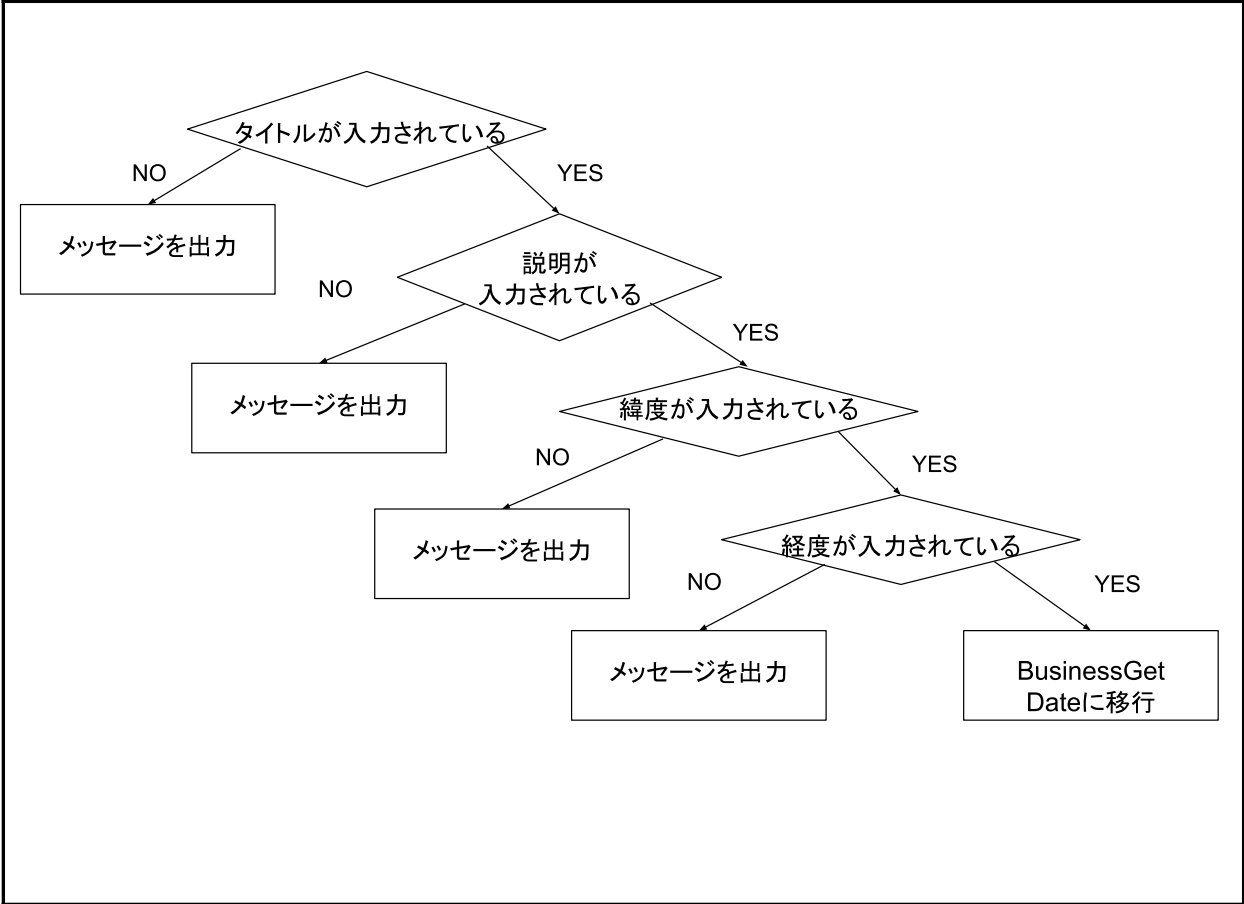 タイトルが入力されている
NO
YES
メッセージを出力
説明が
入力されている
NO
YES
メッセージを出力
緯度が入力されている
NO
YES
メッセージを出力
経度が入力されている
NO
YES
メッセージを出力
BusinessGet
Dateに移行